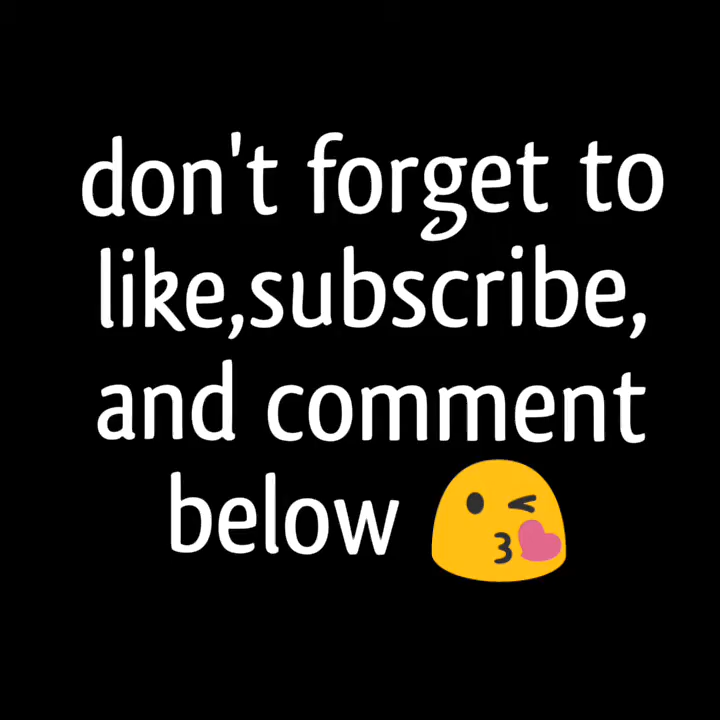 don't forget to
like,subscribe,
and comment
below 😘